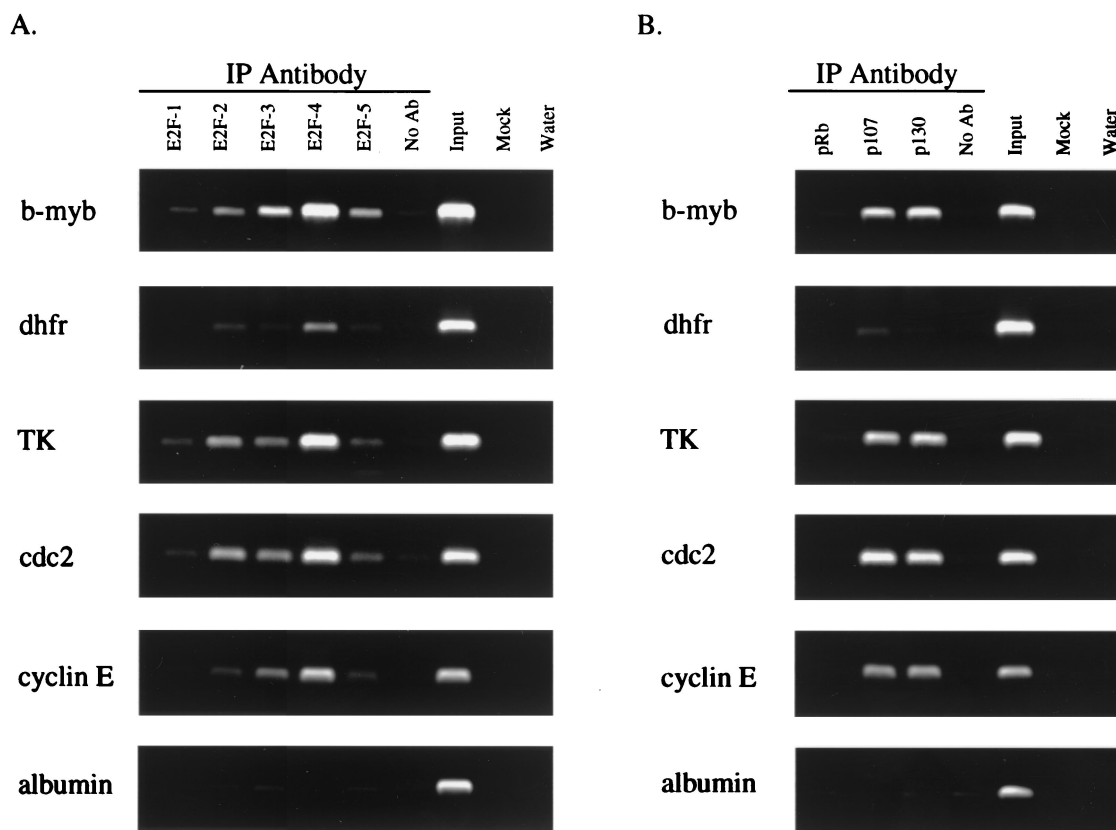 A.
B.
IP Antibody
IP Antibody
E2F-1 E2F-2 E2F-3 E2F-4 E2F-5 No Ab Input Mock Water
pRb p107 p130 No Ab Input Mock Water
b-myb
b-myb
dhfr
dhfr
TK
TK
cdc2
cdc2
cyclin E
cyclin E
albumin
albumin